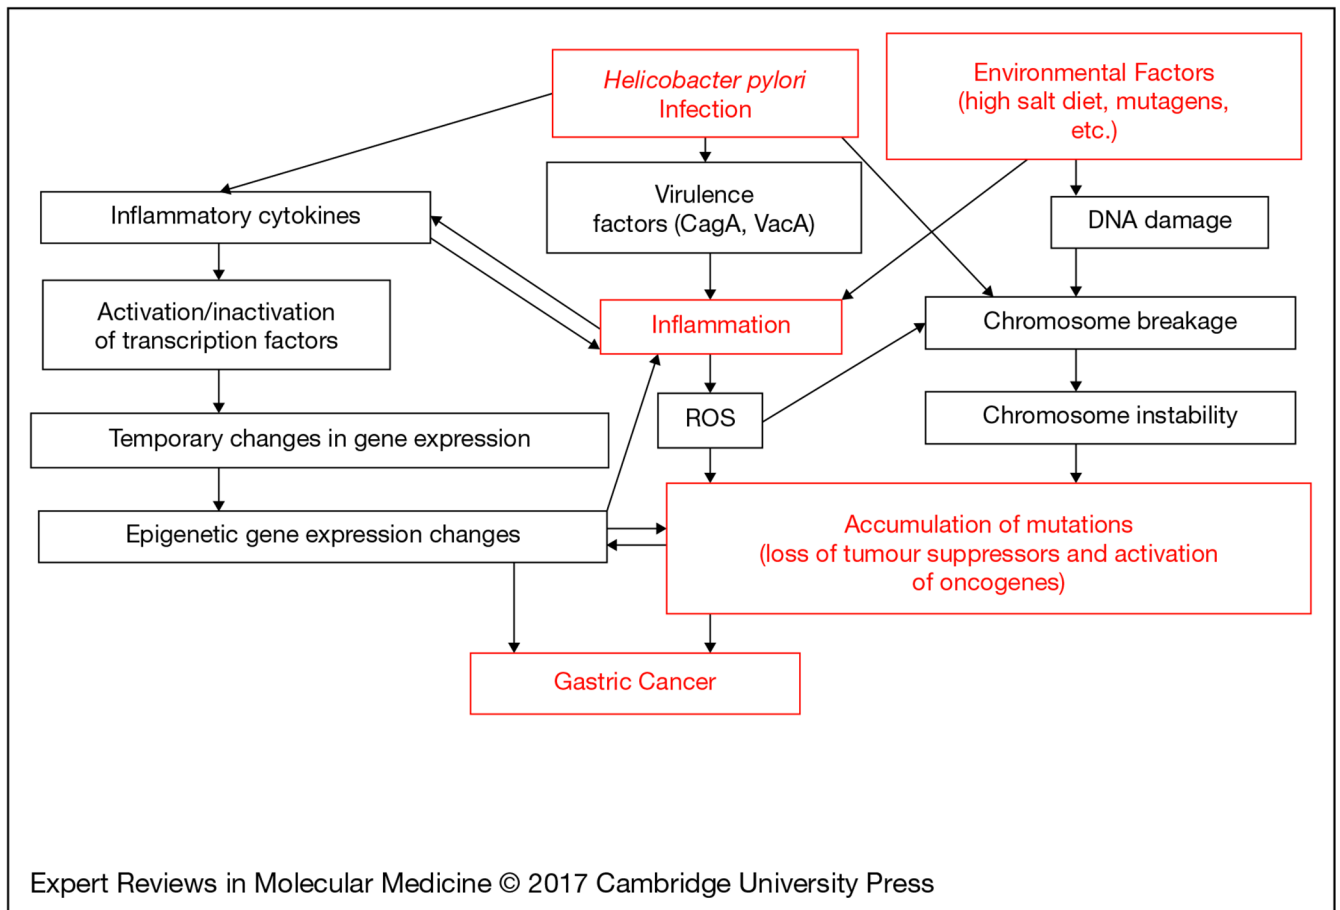 Helicobacter pylori
Infection
Environmental Factors
(high salt diet, mutagens,
etc.)
Virulence
factors (CagA, VacA)
Inflammatory cytokines
DNA damage
Activation/inactivation
of transcription factors
Inflammation
Chromosome breakage
Temporary changes in gene expression
ROS
Chromosome instability
Epigenetic gene expression changes
Accumulation of mutations
(loss of tumour suppressors and activation
of oncogenes)
Gastric Cancer
Expert Reviews in Molecular Medicine © 2017 Cambridge University Press